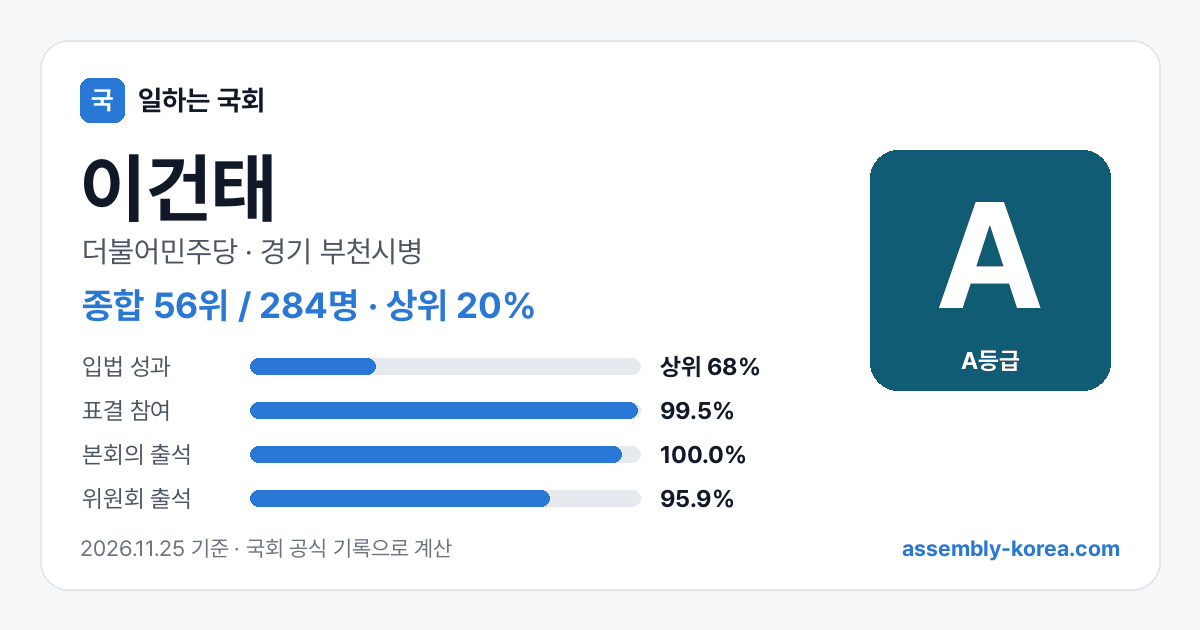 국 일하는 국회
이건태
더불어민주당 · 경기 부천시병
종합 56위 / 284명 · 상위 20%
입법 성과 상위 68%
표결 참여 99.5%
본회의 출석 100.0%
위원회 출석 95.9%
A
A등급
2026.11.25 기준 · 국회 공식 기록으로 계산
assembly-korea.com